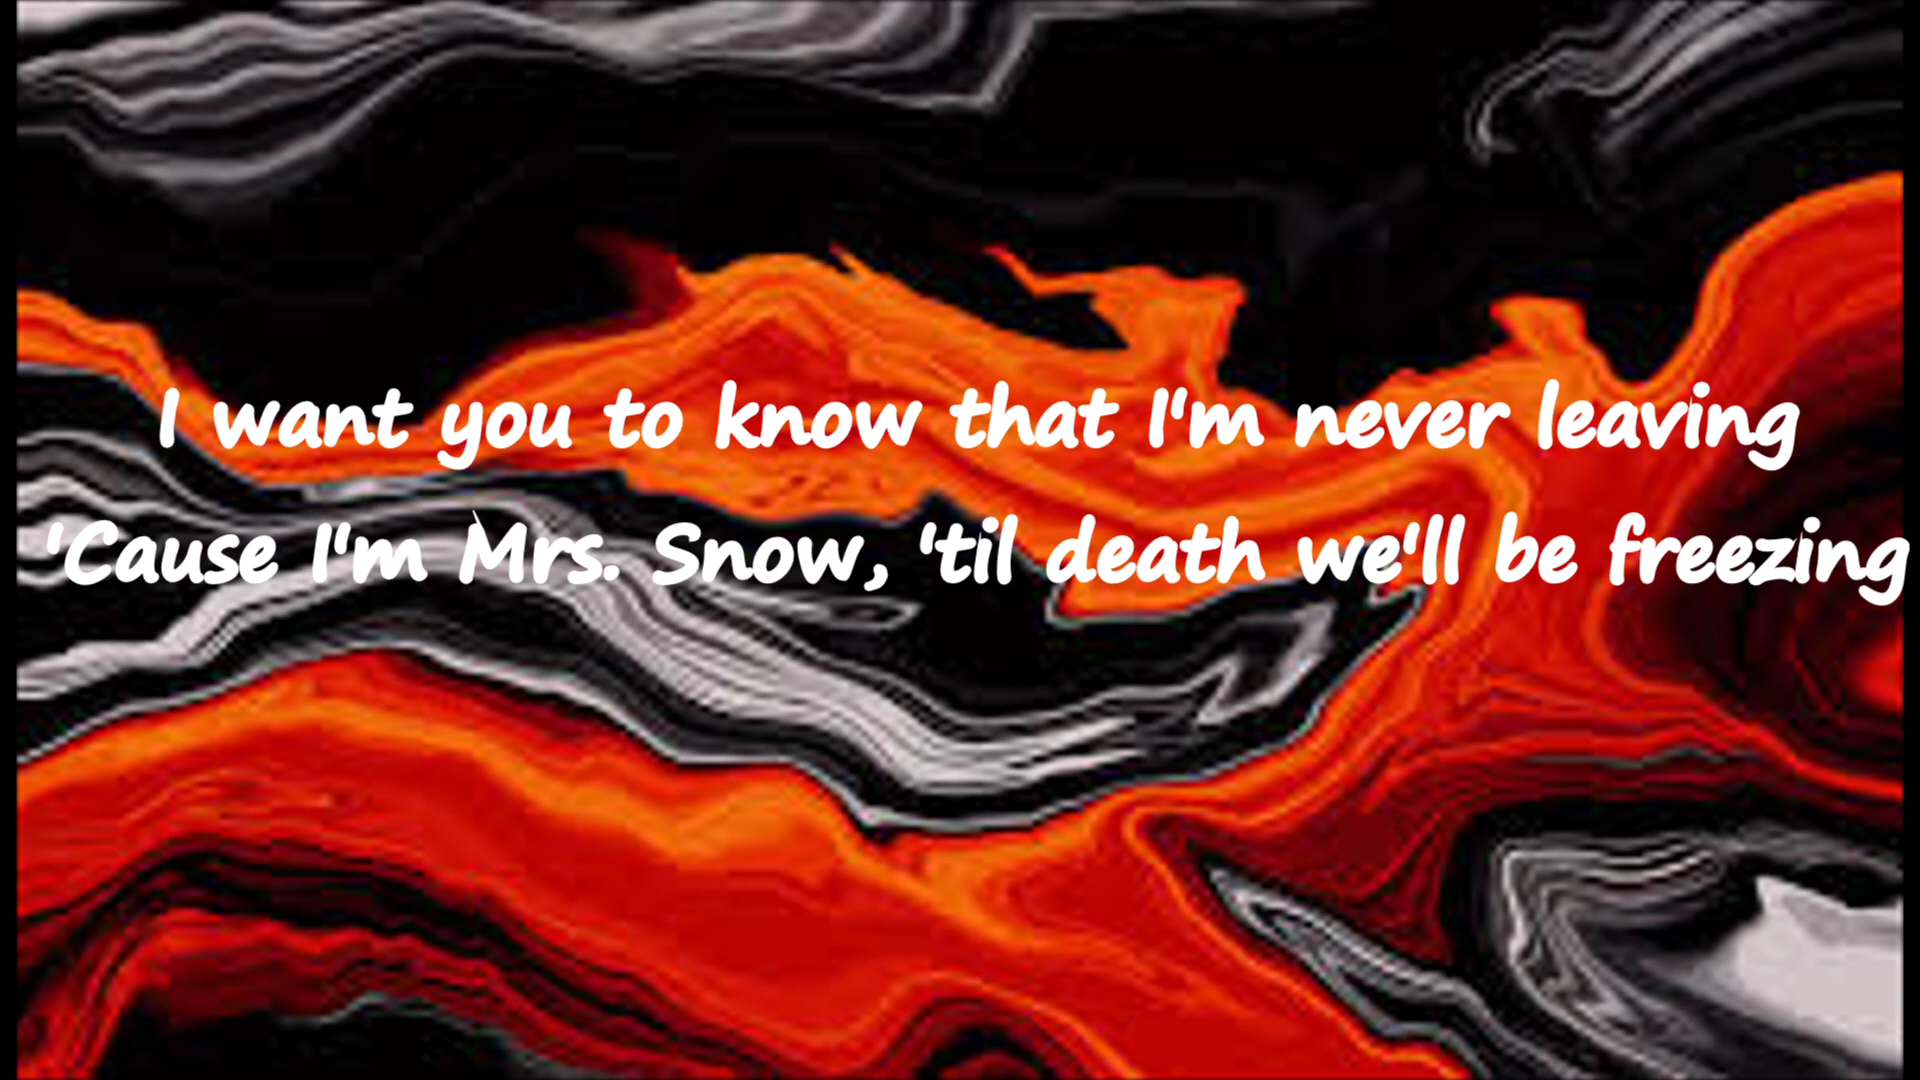 I want you to know that I'm never leaving
'Cause I'm Mrs. Snow, 'til death we'll be freezing